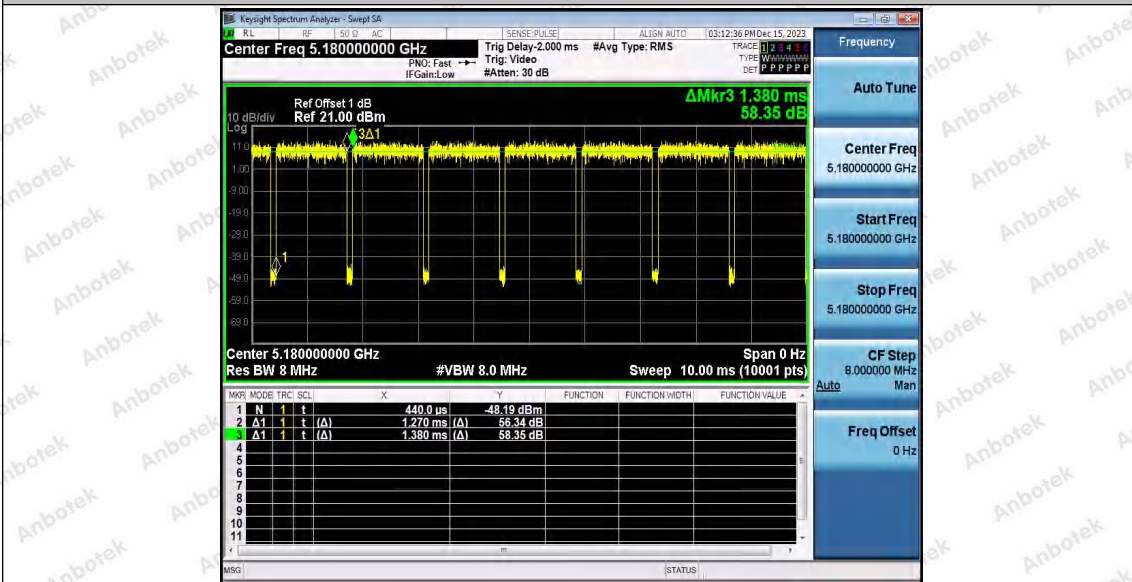 Keysight Spectrum Analyzer - Swept SA
RL RF 50 Ω AC SENSE:PULSE ALIGN AUTO 03:12:36 PM Dec 15, 2023
Center Freq 5.180000000 GHz
PNO: Fast
IFGain:Low
Trig Delay-2.000 ms
Trig: Video
#Atten: 30 dB
#Avg Type: RMS
TRACE 1 2 3 4 5 6
TYPE WWWWWW
DET P P P P P P
Frequency
Auto Tune
Center Freq
5.180000000 GHz
Start Freq
5.180000000 GHz
Stop Freq
5.180000000 GHz
CF Step
8.000000 MHz
Auto Man
Freq Offset
0 Hz
ΔMkr3 1.380 ms
58.35 dB
Ref Offset 1 dB
10 dB/div Ref 21.00 dBm
Log
11.0
1.00
-9.00
-19.0
-29.0
-39.0
-49.0
-59.0
-69.0
3Δ1
1
Center 5.180000000 GHz Span 0 Hz
Res BW 8 MHz #VBW 8.0 MHz Sweep 10.00 ms (10001 pts)
MKR MODE TRC SCL X Y FUNCTION FUNCTION WIDTH FUNCTION VALUE
1 N 1 t 440.0 µs -48.19 dBm
2 Δ1 1 t (Δ) 1.270 ms (Δ) 56.34 dB
3 Δ1 1 t (Δ) 1.380 ms (Δ) 58.35 dB
4
5
6
7
8
9
10
11
MSG STATUS
Anbotek